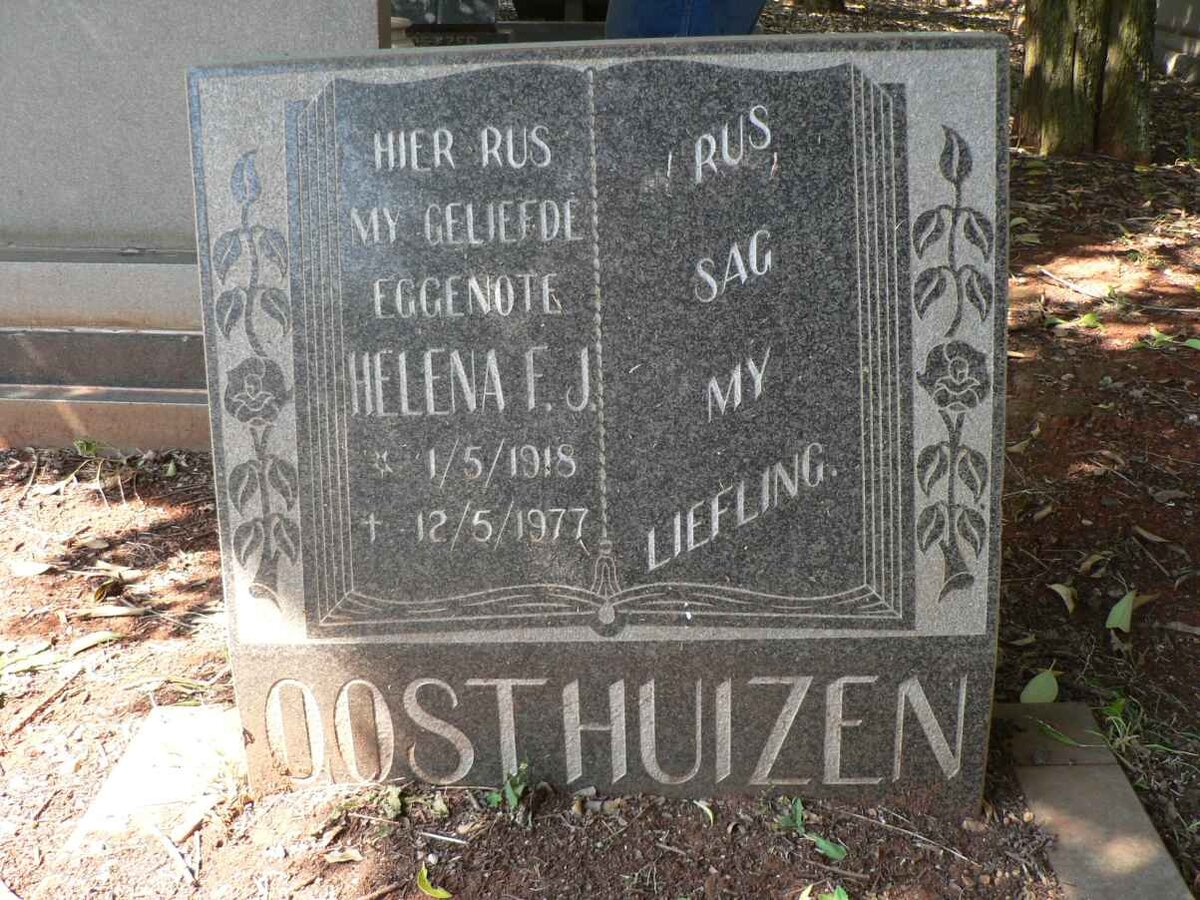 HIER RUS
MY GELIEFDE
EGGENOTE
HELENA F. J.
* 1/5/1918
† 12/5/1977
RUS
SAG
MY
LIEFLING.
OOSTHUIZEN